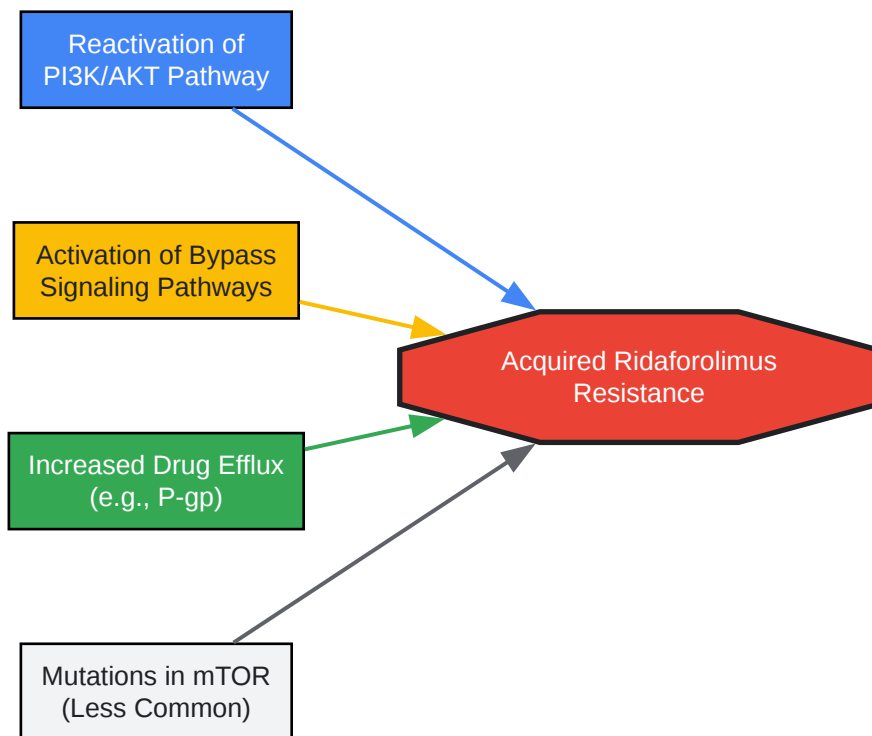 Reactivation of
PI3K/AKT Pathway
Activation of Bypass
Signaling Pathways
Acquired Ridaforolimus
Resistance
Increased Drug Efflux
(e.g., P-gp)
Mutations in mTOR
(Less Common)